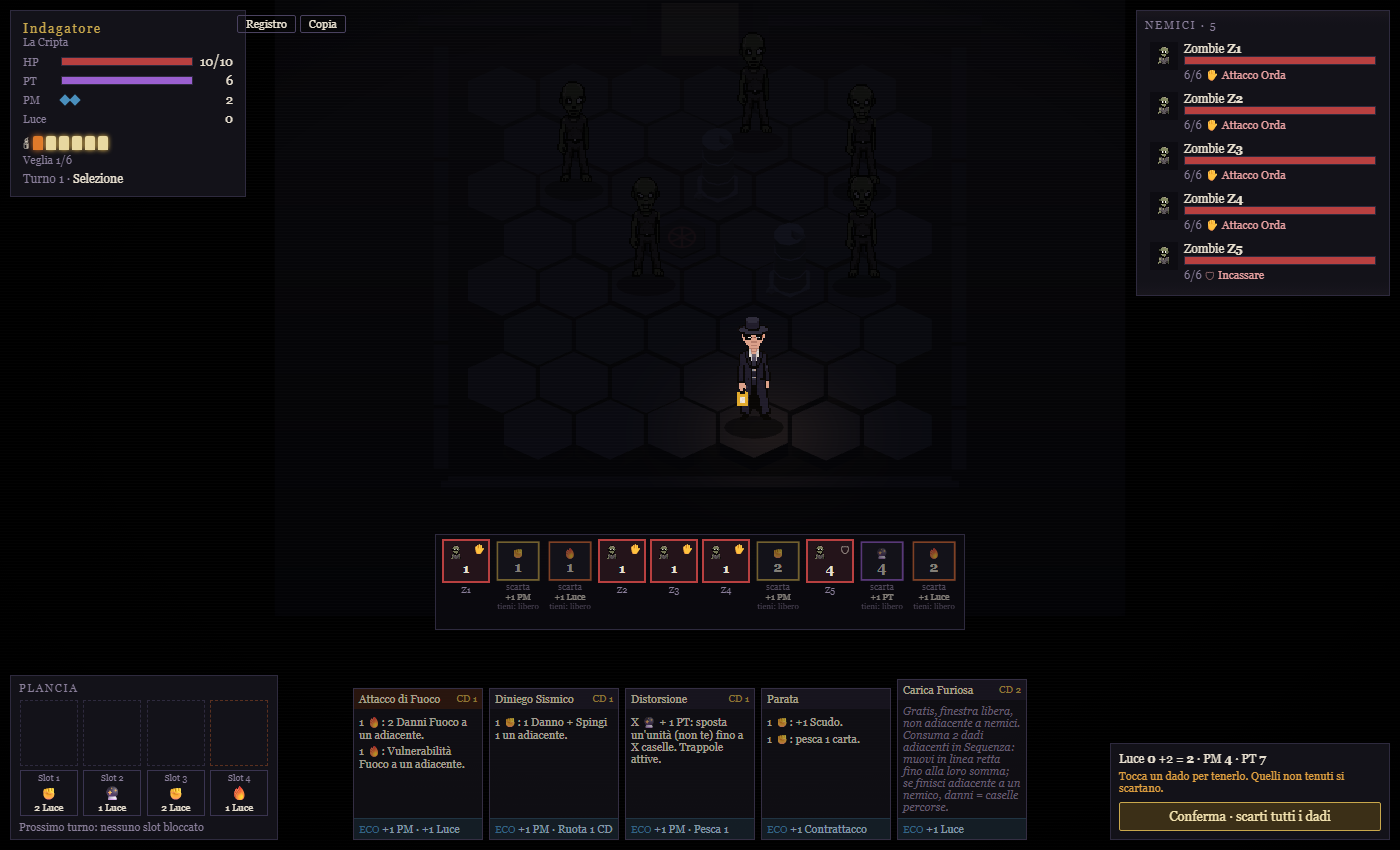 Indagatore
La Cripta
HP 10/10
PT 6
PM 2
Luce 0
Veglia 1/6
Turno 1 · Selezione
Registro
Copia
NEMICI · 5
Zombie Z1
6/6 Attacco Orda
Zombie Z2
6/6 Attacco Orda
Zombie Z3
6/6 Attacco Orda
Zombie Z4
6/6 Attacco Orda
Zombie Z5
6/6 Incassare
1
Z1
1
scarta
+1 PM
tieni: libero
1
scarta
+1 Luce
tieni: libero
1
Z2
1
Z3
1
Z4
2
scarta
+1 PM
tieni: libero
4
Z5
4
scarta
+1 PT
tieni: libero
2
scarta
+1 Luce
tieni: libero
PLANCIA
Slot 1
2 Luce
Slot 2
1 Luce
Slot 3
2 Luce
Slot 4
1 Luce
Prossimo turno: nessuno slot bloccato
Attacco di Fuoco CD 1
1 🔥: 2 Danni Fuoco a
un adiacente.
1 🔥: Vulnerabilità
Fuoco a un adiacente.
ECO +1 PM · +1 Luce
Diniego Sismico CD 1
1 ✊: 1 Danno + Spingi
1 un adiacente.
ECO +1 PM · Ruota 1 CD
Distorsione CD 1
X 🔮 + 1 PT: sposta
un'unità (non te) fino a
X caselle. Trappole
attive.
ECO +1 PM · Pesca 1
Parata
1 ✊: +1 Scudo.
1 ✊: pesca 1 carta.
ECO +1 Contrattacco
Carica Furiosa CD 2
Gratis, finestra libera,
non adiacente a nemici.
Consuma 2 dadi
adiacenti in Sequenza:
muovi in linea retta
fino alla loro somma;
se finisci adiacente a un
nemico, danni = caselle
percorse.
ECO +1 Luce
Luce 0 +2 = 2 · PM 4 · PT 7
Tocca un dado per tenerlo. Quelli non tenuti si
scartano.
Conferma · scarti tutti i dadi